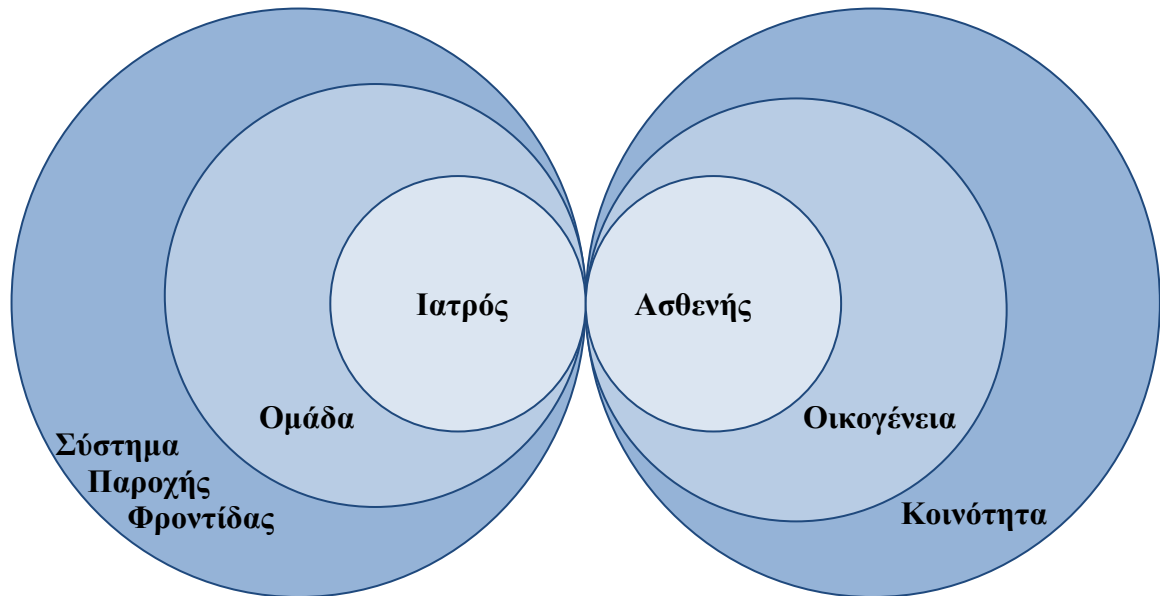 Ιατρός
Ασθενής
Ομάδα
Οικογένεια
Σύστημα
Παροχής
Φροντίδας
Κοινότητα